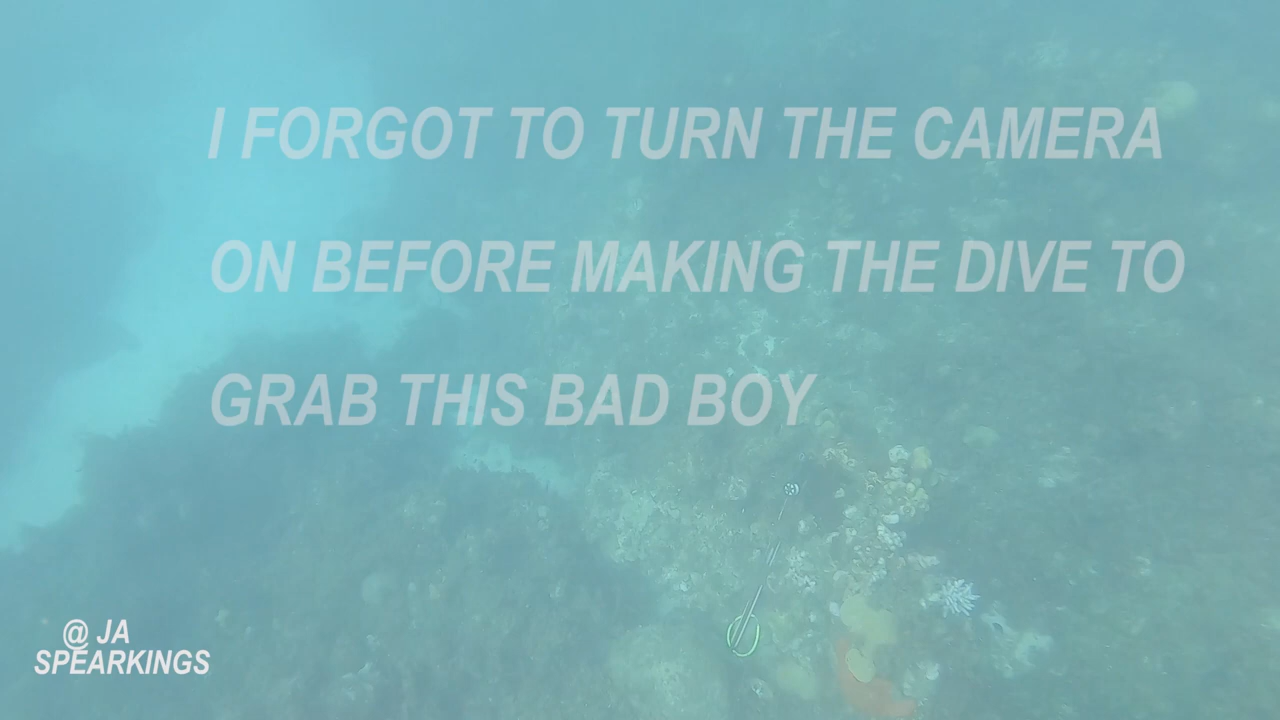 I FORGOT TO TURN THE CAMERA
ON BEFORE MAKING THE DIVE TO
GRAB THIS BAD BOY
@ JA
SPEARKINGS